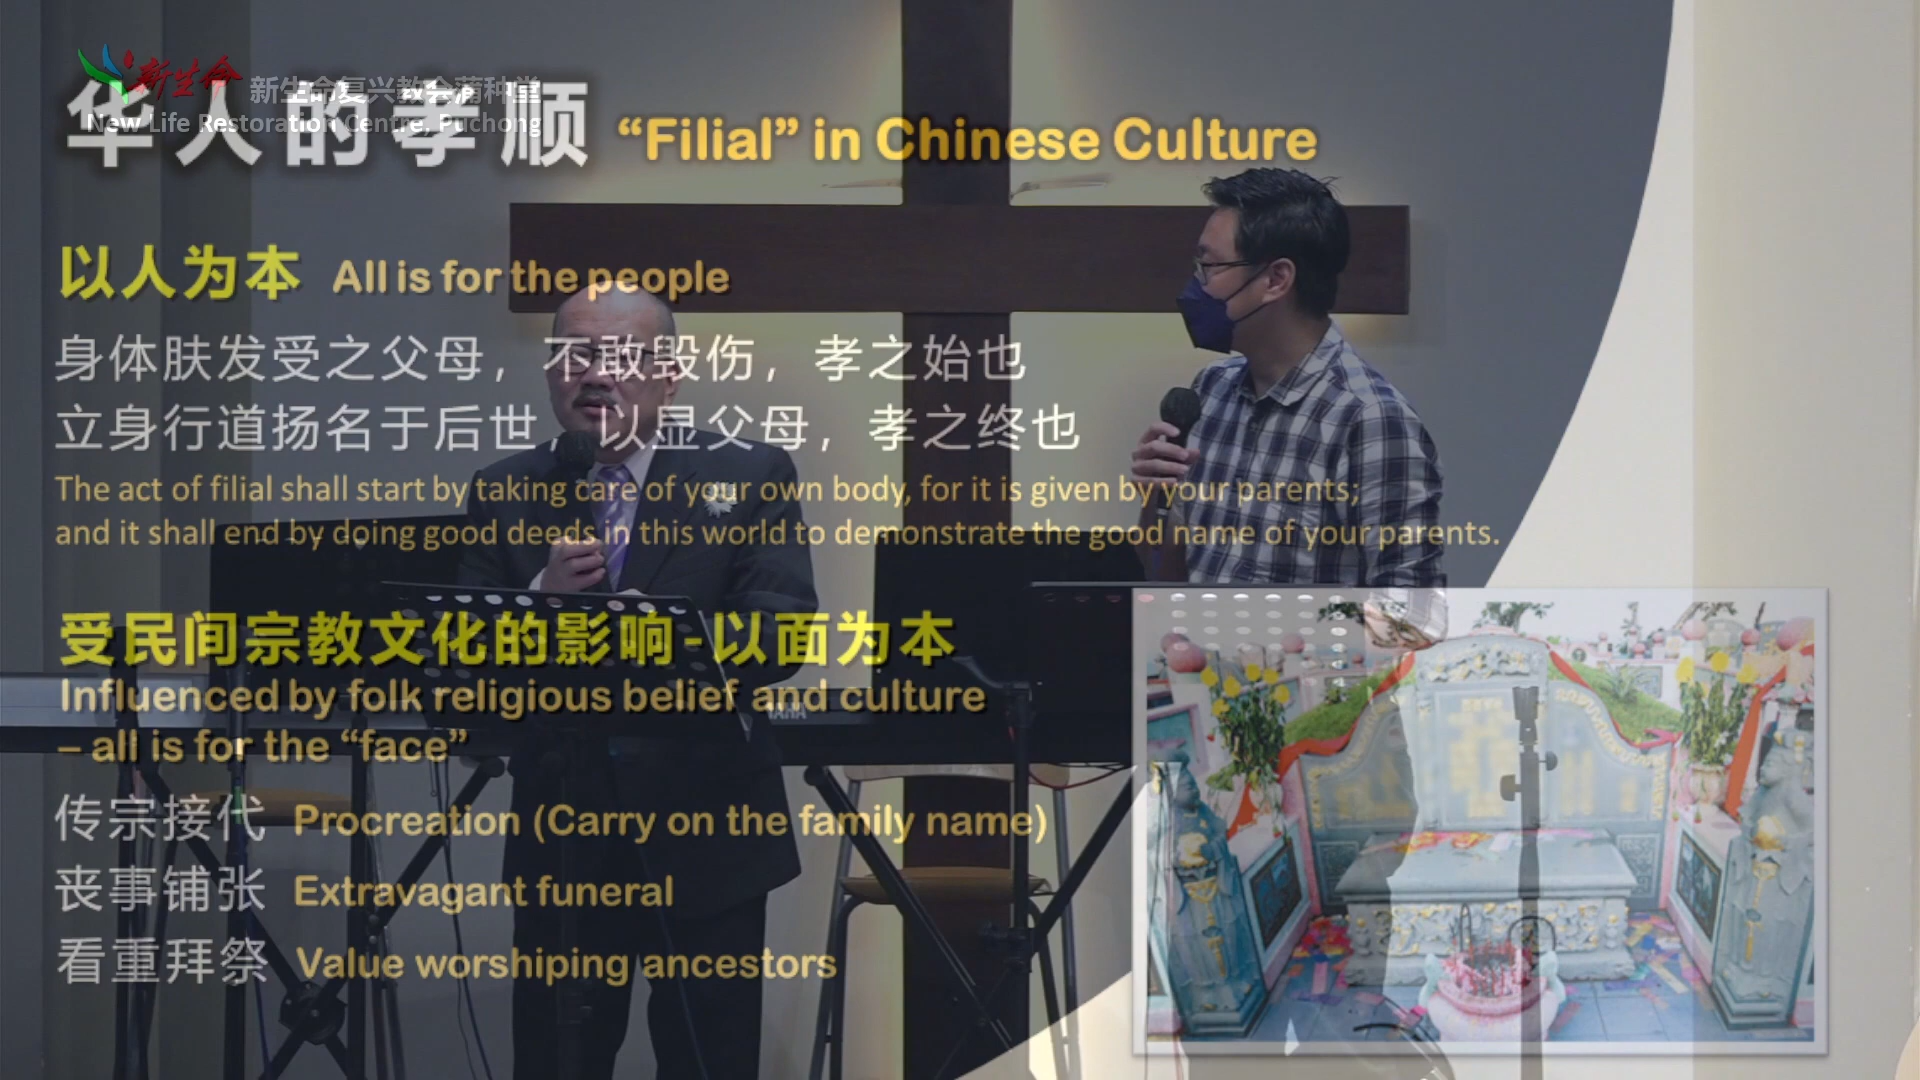 新生命 新生命复兴教会蒲种堂
New Life Restoration Centre, Puchong
华人的孝顺 “Filial” in Chinese Culture
以人为本 All is for the people
身体肤发受之父母，不敢毁伤，孝之始也
立身行道扬名于后世，以显父母，孝之终也
The act of filial shall start by taking care of your own body, for it is given by your parents;
and it shall end by doing good deeds in this world to demonstrate the good name of your parents.
受民间宗教文化的影响-以面为本
Influenced by folk religious belief and culture
– all is for the “face”
传宗接代 Procreation (Carry on the family name)
丧事铺张 Extravagant funeral
看重拜祭 Value worshiping ancestors